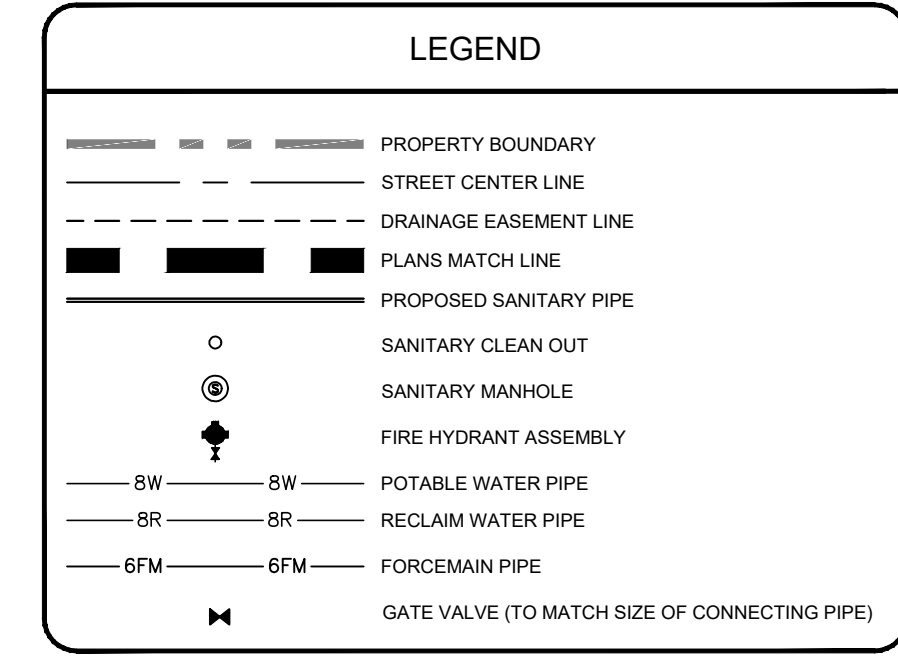 LEGEND
PROPERTY BOUNDARY
STREET CENTER LINE
DRAINAGE EASEMENT LINE
PLANS MATCH LINE
PROPOSED SANITARY PIPE
SANITARY CLEAN OUT
S SANITARY MANHOLE
FIRE HYDRANT ASSEMBLY
8W 8W POTABLE WATER PIPE
8R 8R RECLAIM WATER PIPE
6FM 6FM FORCEMAIN PIPE
GATE VALVE (TO MATCH SIZE OF CONNECTING PIPE)